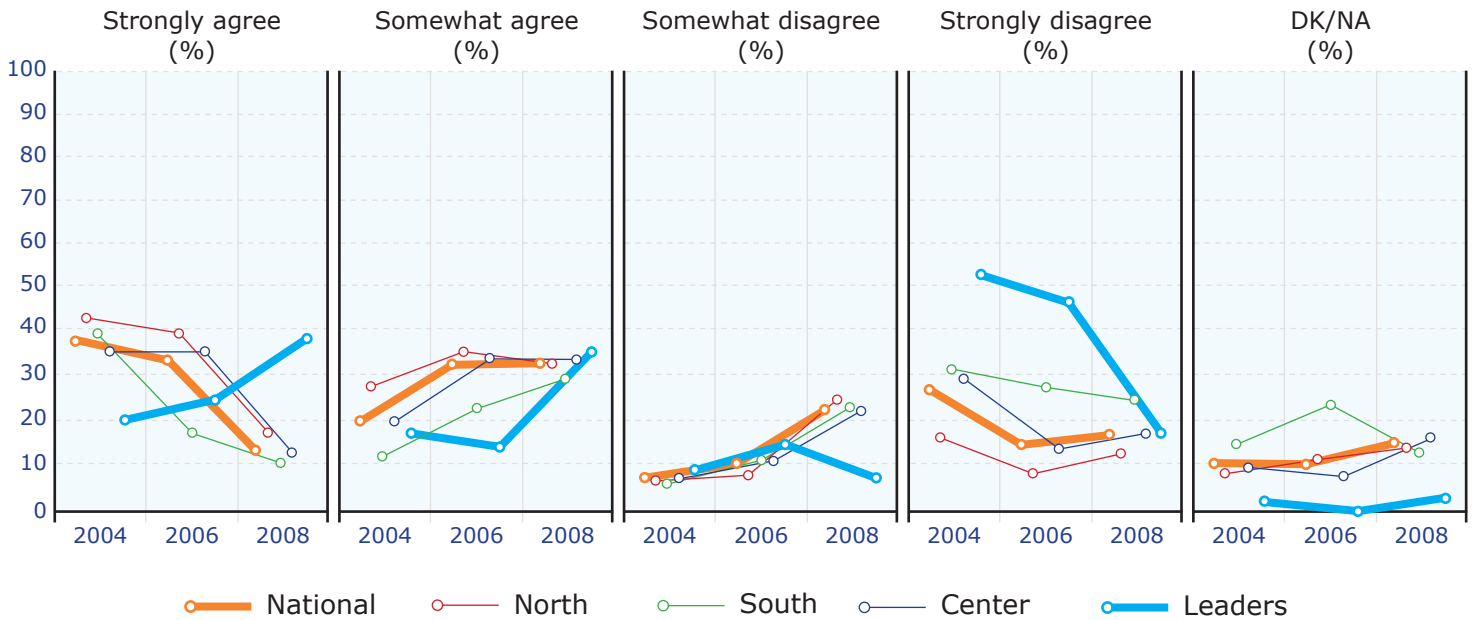 Strongly agree
(%)
Somewhat agree
(%)
Somewhat disagree
(%)
Strongly disagree
(%)
DK/NA
(%)
100
90
80
70
60
50
40
30
20
10
0
2004 2006 2008
2004 2006 2008
2004 2006 2008
2004 2006 2008
2004 2006 2008
National North South Center Leaders